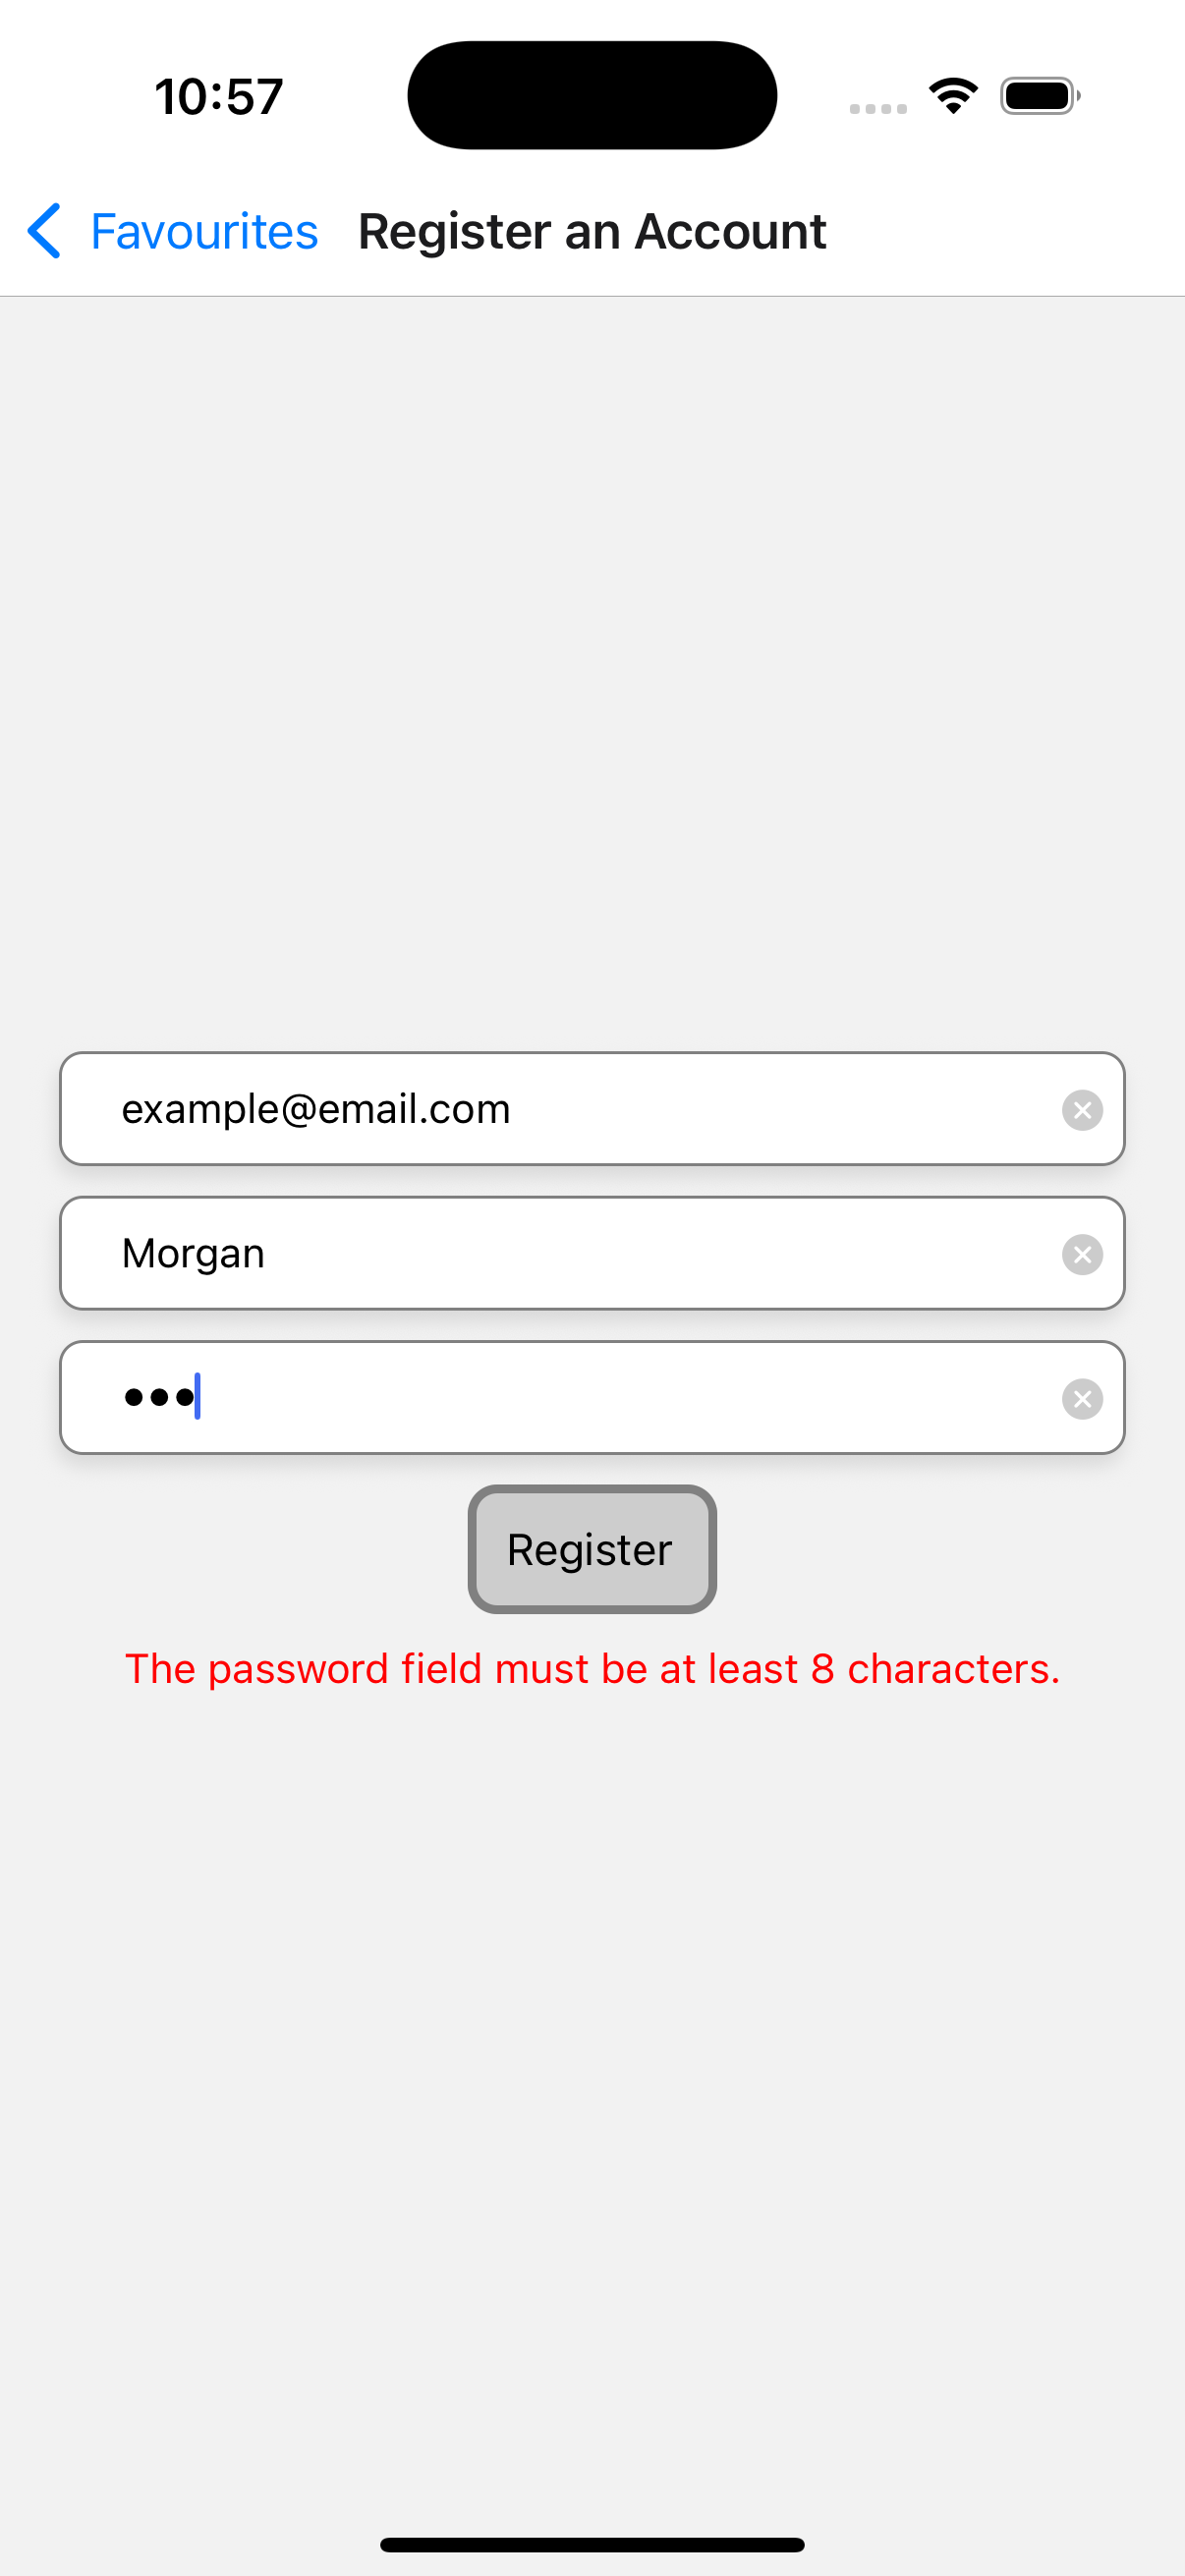 10:57
Favourites Register an Account
example@email.com
Morgan
•••
Register
The password field must be at least 8 characters.